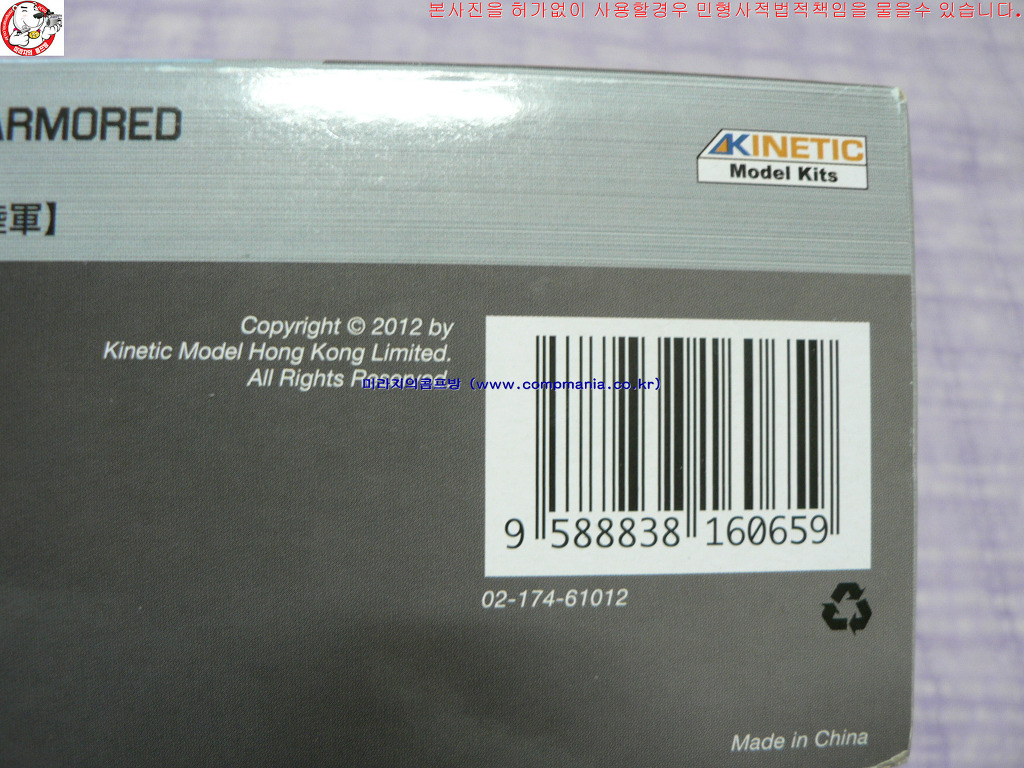 본사진을 허가없이 사용할경우 민형사적법적책임을 물을수 있습니다.
ARMORED
KINETIC
Model Kits
陸軍】
Copyright © 2012 by
Kinetic Model Hong Kong Limited.
All Rights Reserved.
미라지의콤프방 (www.compmania.co.kr)
9 588838 160659
02-174-61012
Made in China